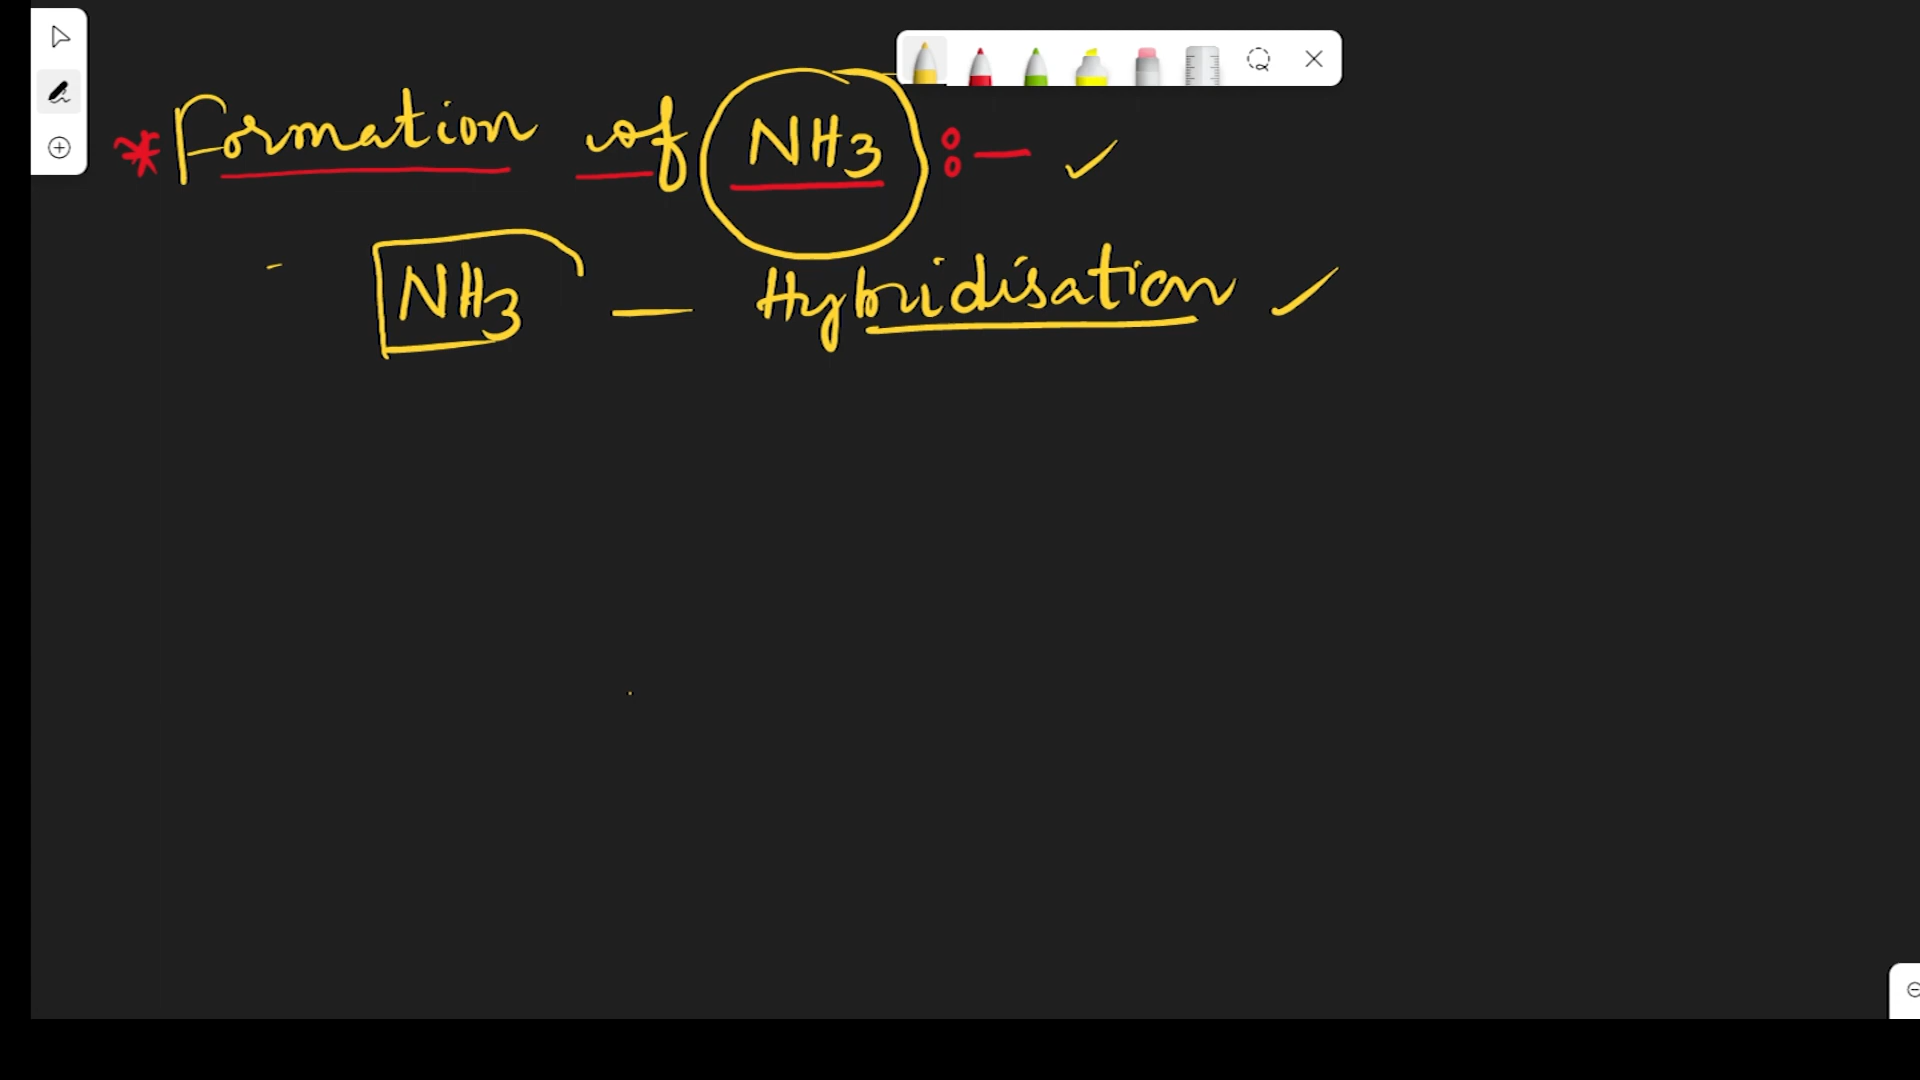 * Formation of NH3 :- ✓
NH3 — Hybridisation ✓